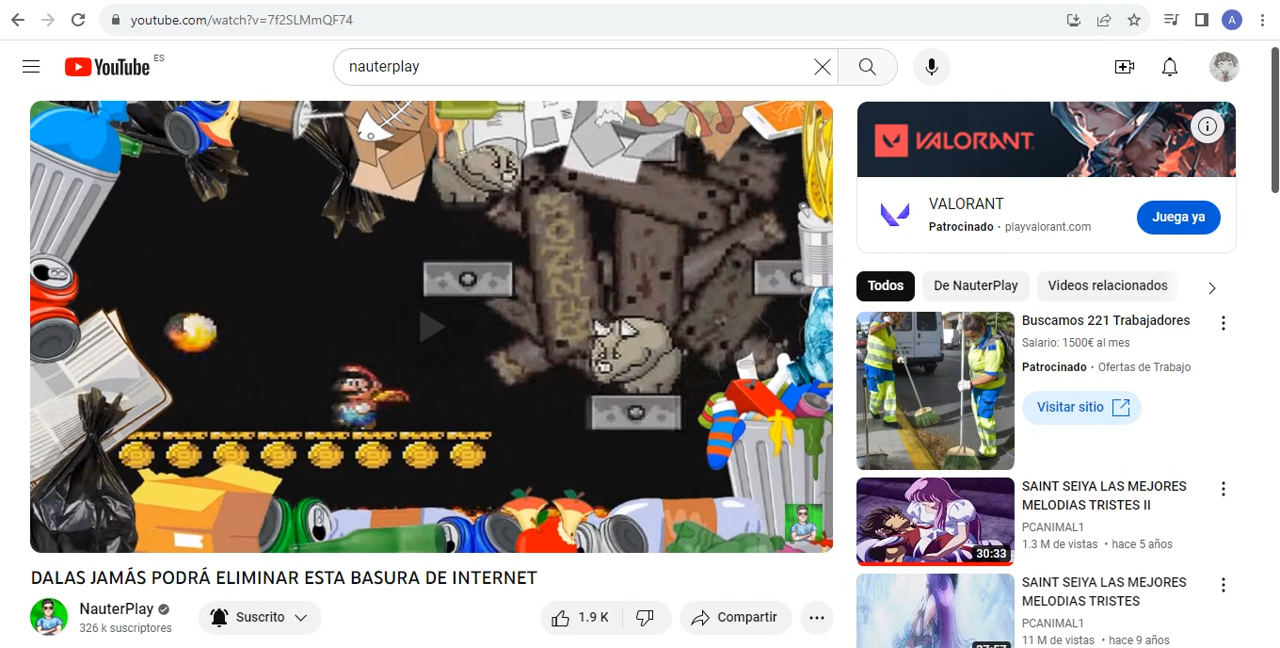 youtube.com/watch?v=7f2SLMmQF74
A
YouTube ES
nauterplay
REZNOR
VALORANT
VALORANT
Patrocinado · playvalorant.com
Juega ya
Todos
De NauterPlay
Videos relacionados
Buscamos 221 Trabajadores
Salario: 1500€ al mes
Patrocinado · Ofertas de Trabajo
Visitar sitio
SAINT SEIYA LAS MEJORES
MELODIAS TRISTES II
PCANIMAL1
1.3 M de vistas • hace 5 años
30:33
SAINT SEIYA LAS MEJORES
MELODIAS TRISTES
PCANIMAL1
11 M de vistas • hace 9 años
DALAS JAMÁS PODRÁ ELIMINAR ESTA BASURA DE INTERNET
NauterPlay
326 k suscriptores
Suscrito
1.9 K
Compartir